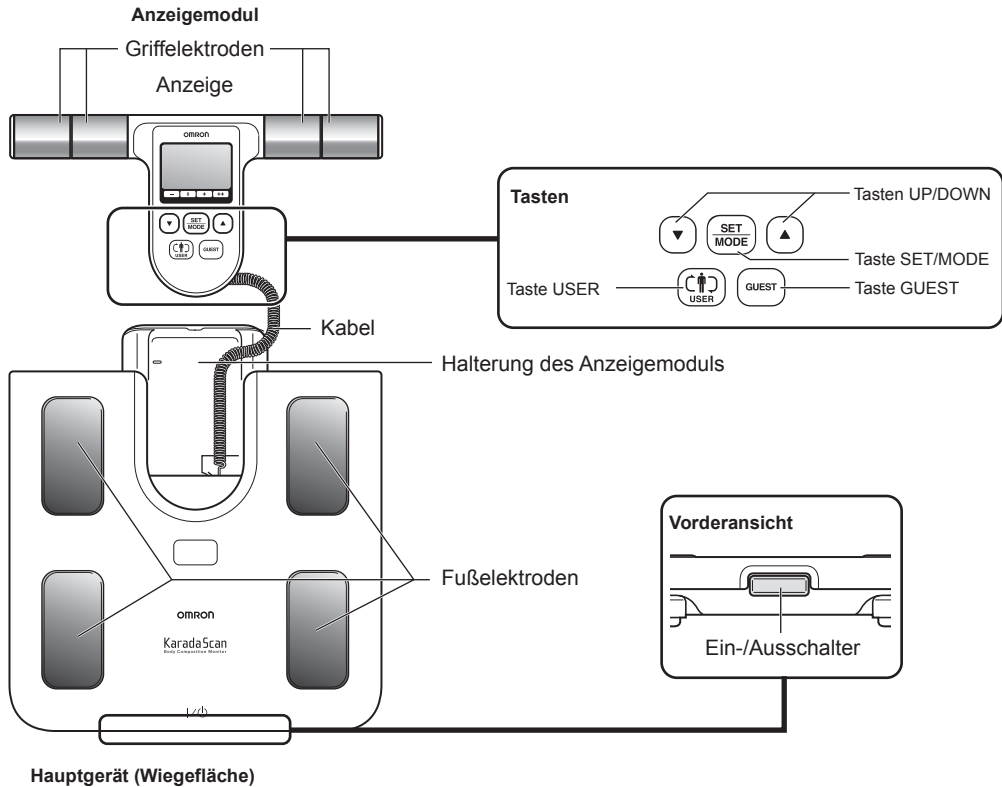 Anzeigemodul
Griffelektroden
Anzeige
OMRON
− I + ++
SET
MODE
USER
GUEST
Tasten
Tasten UP/DOWN
SET
MODE
Taste SET/MODE
Taste USER
USER
GUEST
Taste GUEST
Kabel
Halterung des Anzeigemoduls
Fußelektroden
OMRON
KaradaScan
Body Composition Monitor
Vorderansicht
Ein-/Ausschalter
Hauptgerät (Wiegefläche)